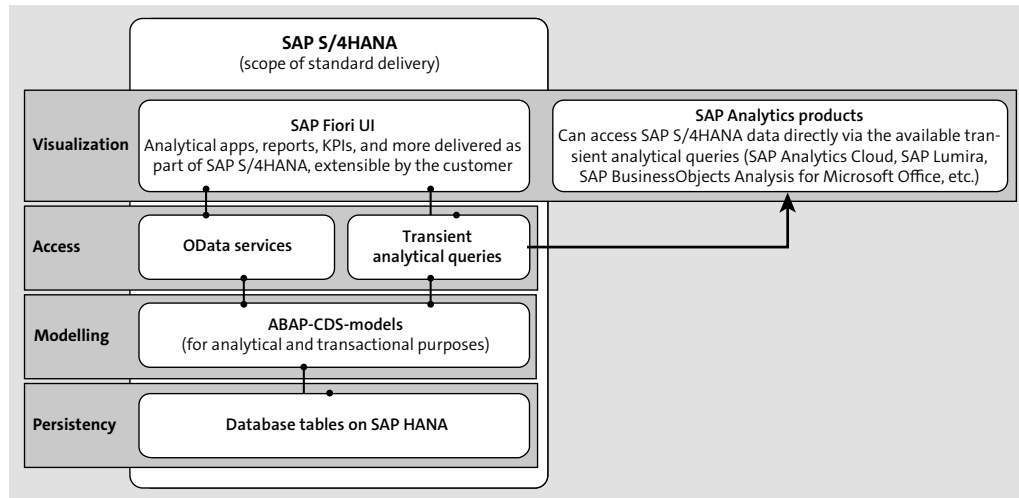 SAP S/4HANA
(scope of standard delivery)
Visualization
SAP Fiori UI
Analytical apps, reports, KPIs, and more delivered as
part of SAP S/4HANA, extensible by the customer
SAP Analytics products
Can access SAP S/4HANA data directly via the available tran-
sient analytical queries (SAP Analytics Cloud, SAP Lumira,
SAP BusinessObjects Analysis for Microsoft Office, etc.)
Access
OData services
Transient
analytical queries
Modelling
ABAP-CDS-models
(for analytical and transactional purposes)
Persistency
Database tables on SAP HANA